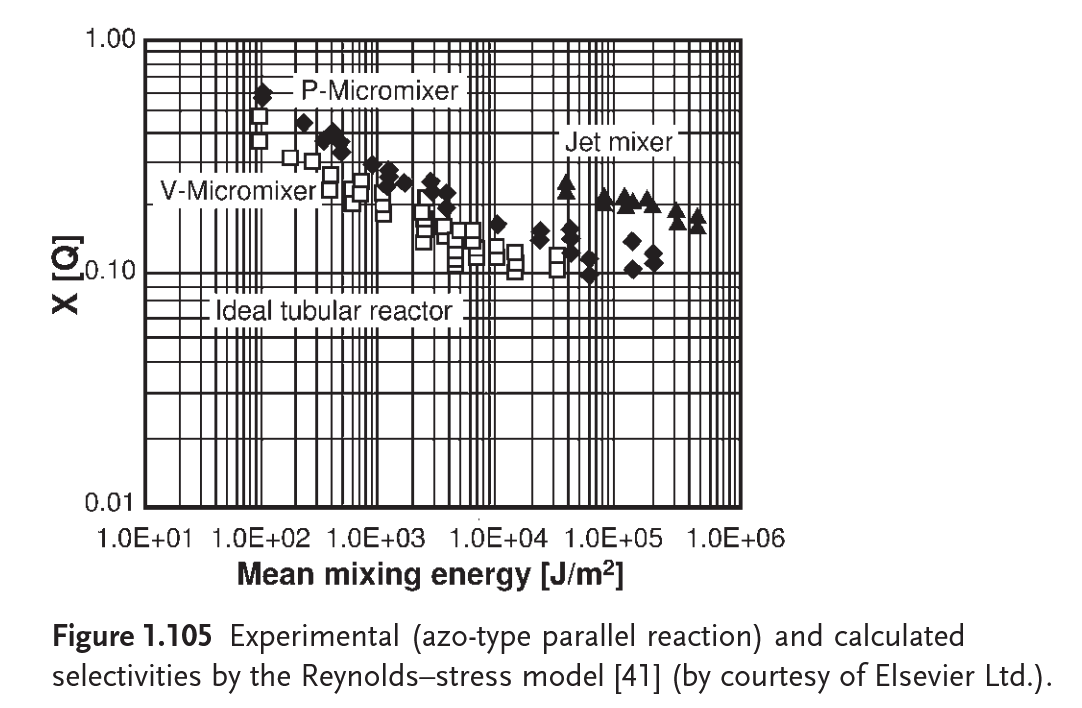 1.00
P-Micromixer
Jet mixer
V-Micromixer
X [Q]
0.10
Ideal tubular reactor
0.01
1.0E+01 1.0E+02 1.0E+03 1.0E+04 1.0E+05 1.0E+06
Mean mixing energy [J/m²]
Figure 1.105 Experimental (azo-type parallel reaction) and calculated
selectivities by the Reynolds–stress model [41] (by courtesy of Elsevier Ltd.).